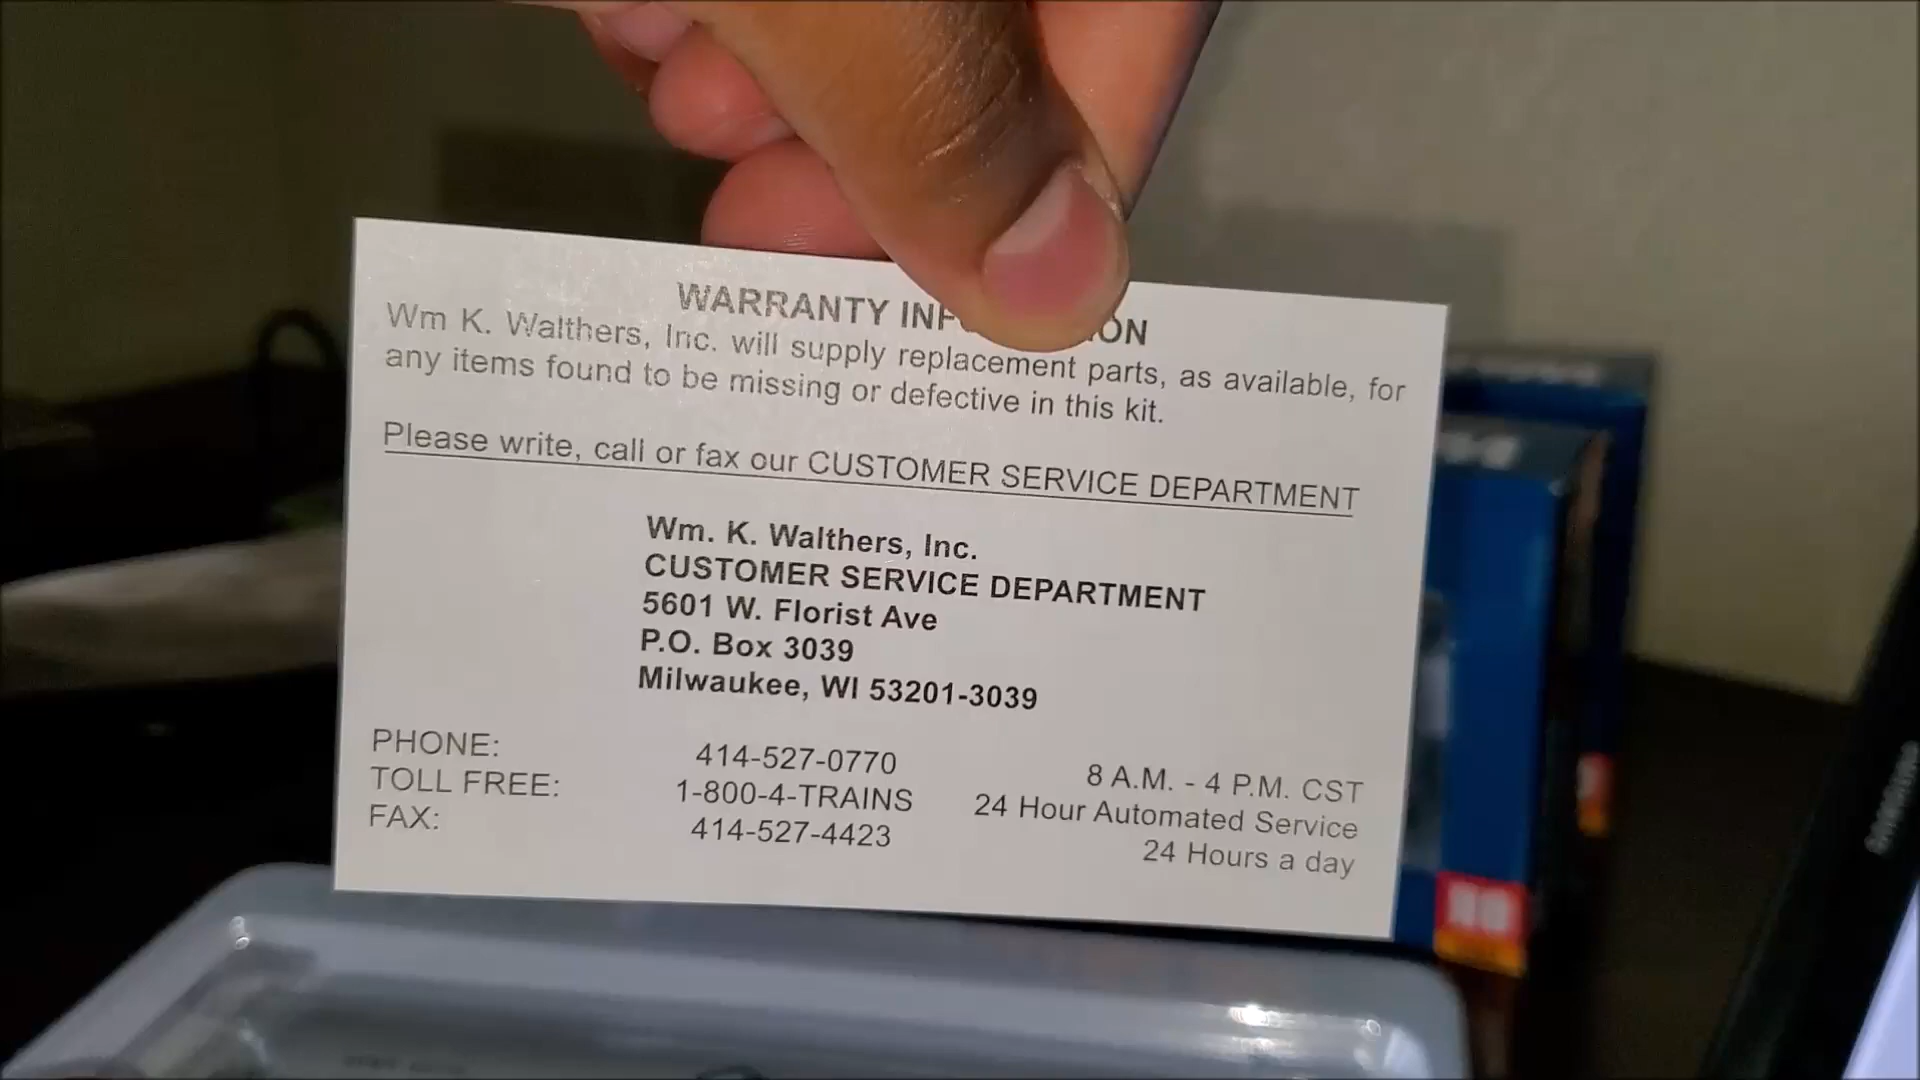 WARRANTY
Wm K. Walthers, Inc. will supply replacement parts, as available, for
any items found to be missing or defective in this kit.
Please write, call or fax our CUSTOMER SERVICE DEPARTMENT
Wm. K. Walthers, Inc.
CUSTOMER SERVICE DEPARTMENT
5601 W. Florist Ave
P.O. Box 3039
Milwaukee, WI 53201-3039
PHONE: 414-527-0770 8 A.M. - 4 P.M. CST
TOLL FREE: 1-800-4-TRAINS 24 Hour Automated Service
FAX: 414-527-4423 24 Hours a day
SAMSUNG